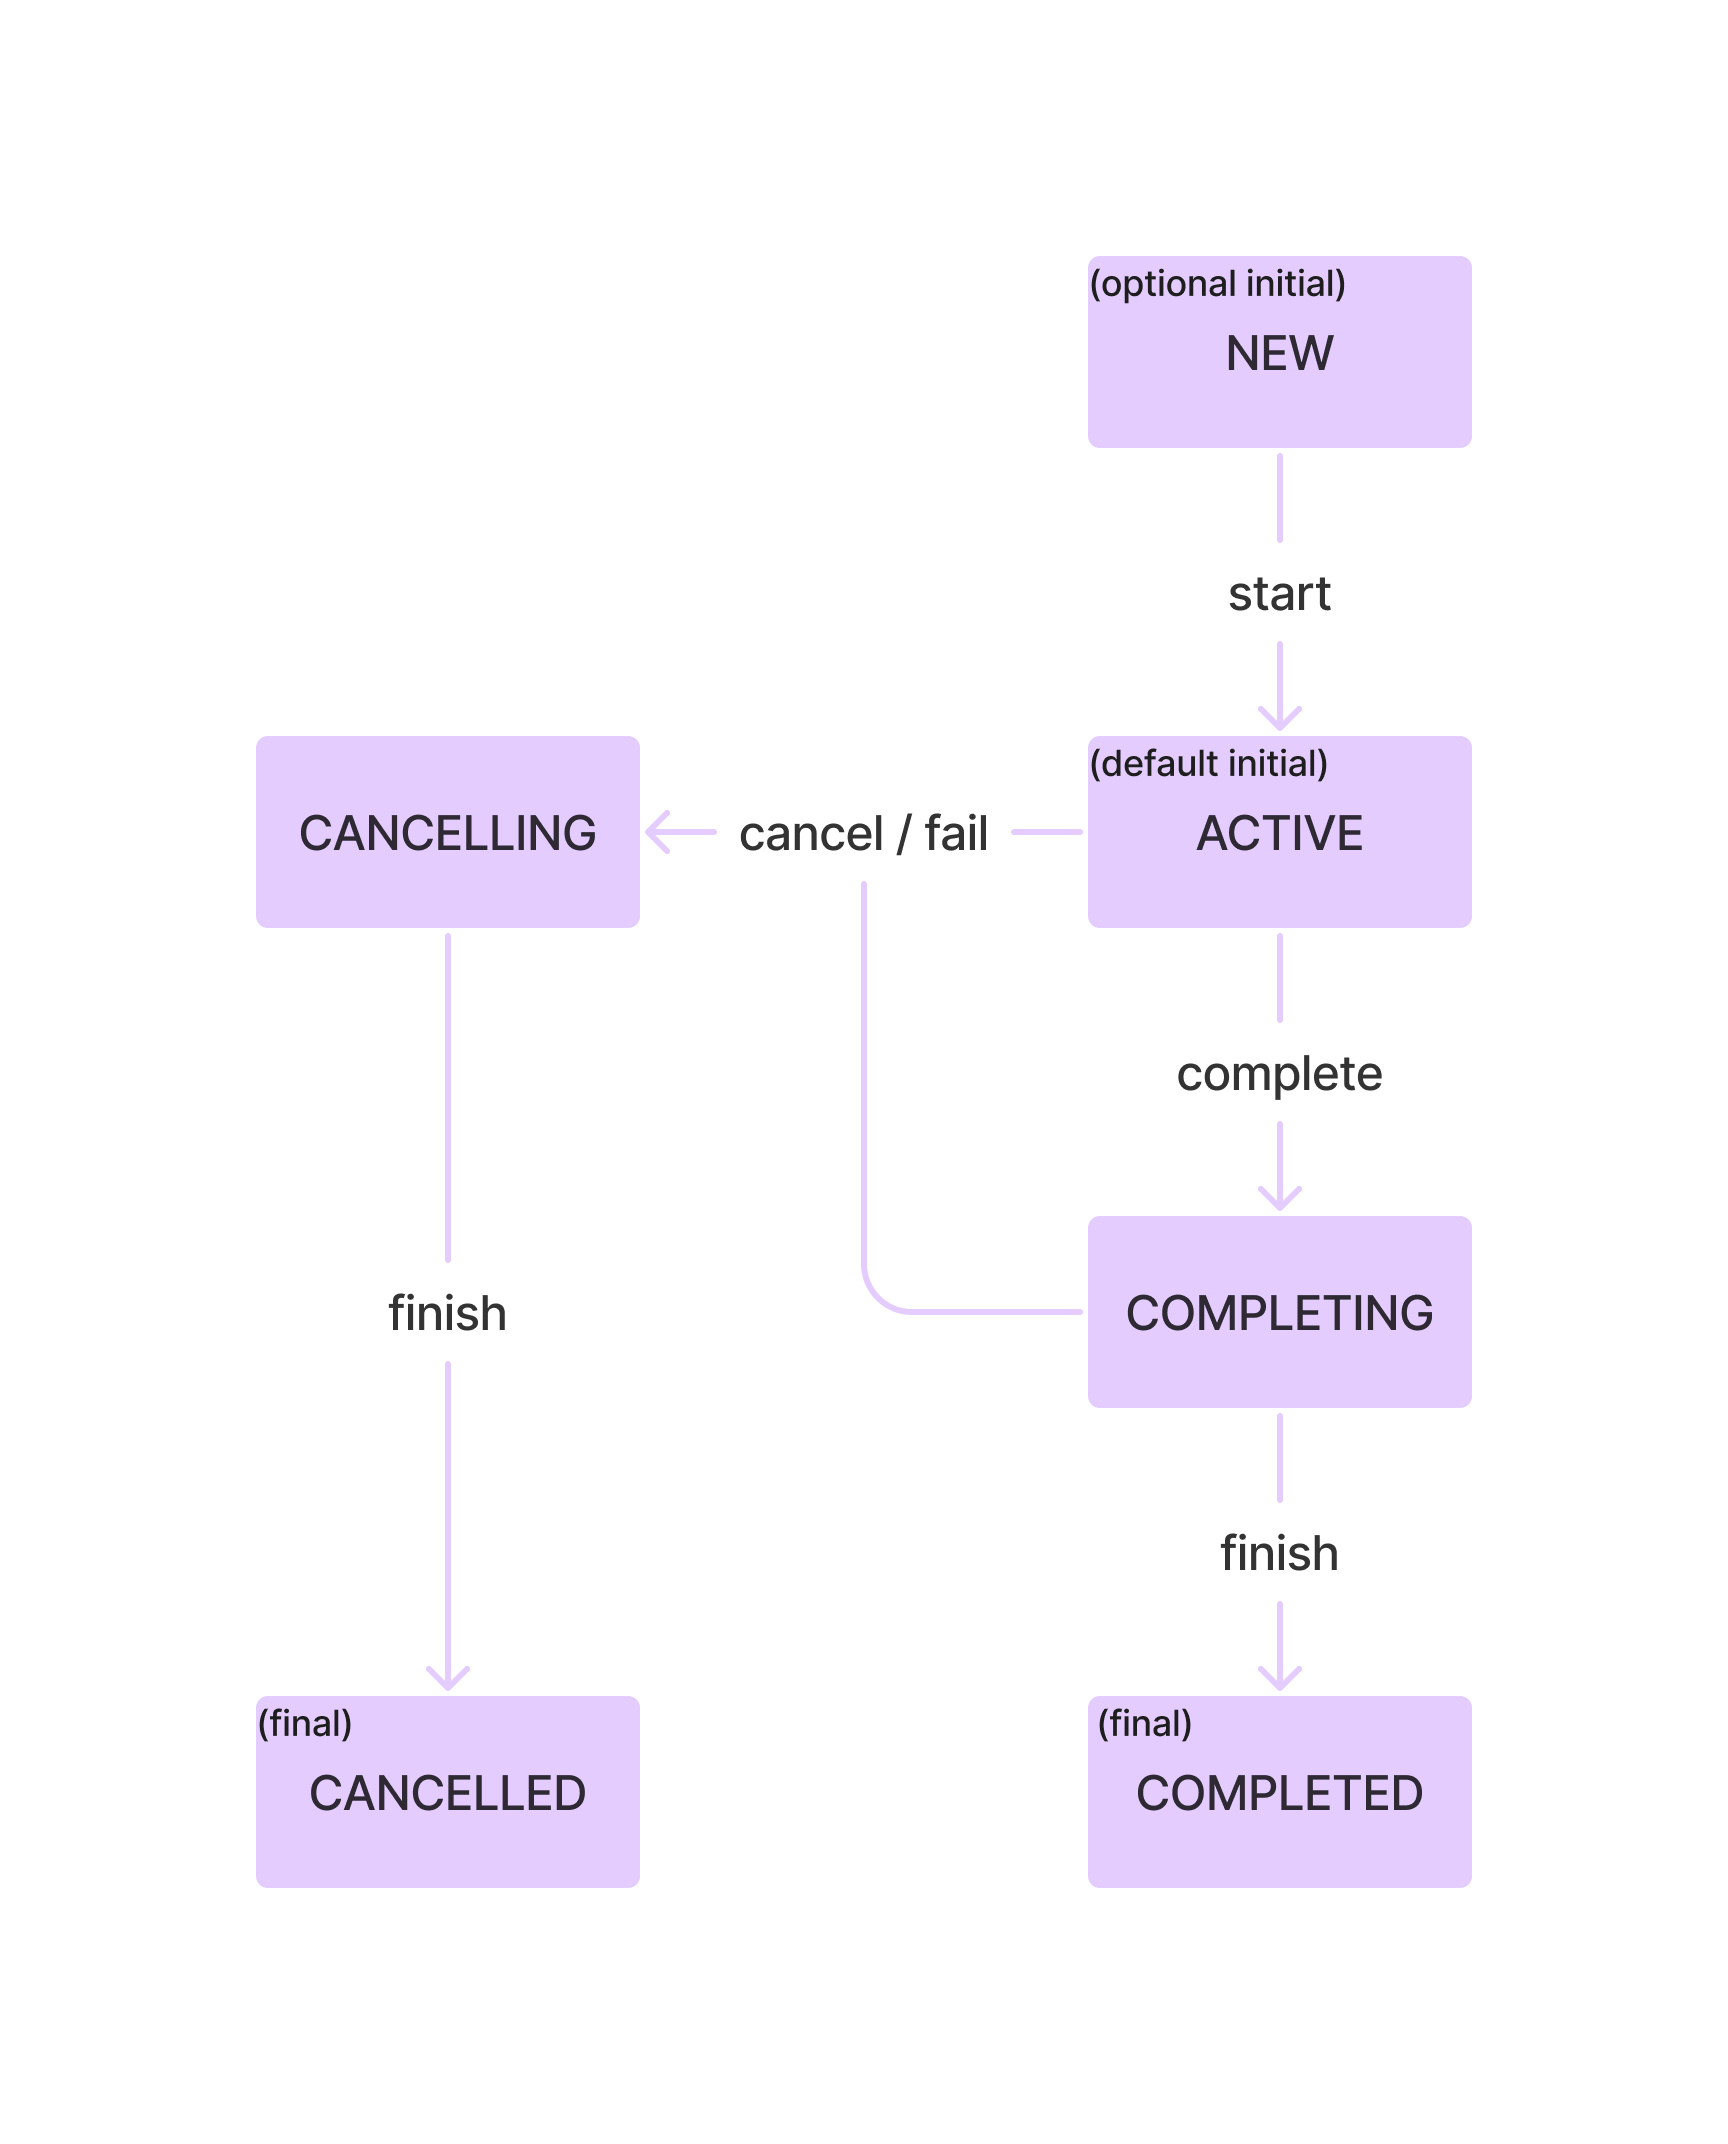 (optional initial)
NEW
start
(default initial)
CANCELLING
cancel / fail
ACTIVE
complete
finish
COMPLETING
finish
(final)
CANCELLED
(final)
COMPLETED